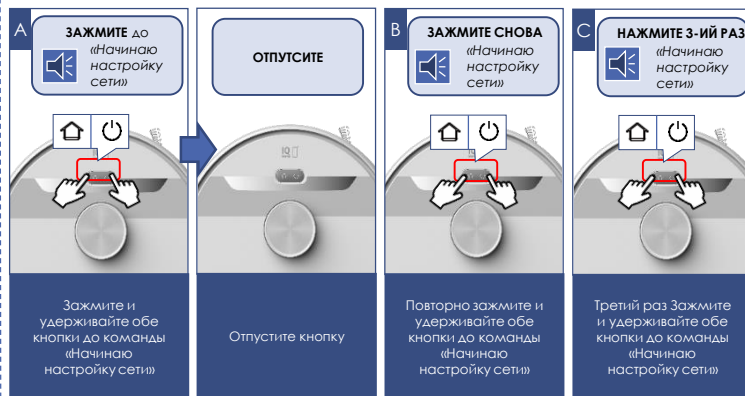 A
ЗАЖМИТЕ до
«Начинаю
настройку
сети»
ОТПУТСИТЕ
B
ЗАЖМИТЕ СНОВА
«Начинаю
настройку
сети»
C
НАЖМИТЕ 3-ИЙ РАЗ
«Начинаю
настройку
сети»
Зажмите и
удерживайте обе
кнопки до команды
«Начинаю
настройку сети»
Отпустите кнопку
Повторно зажмите и
удерживайте обе
кнопки до команды
«Начинаю
настройку сети»
Третий раз Зажмите
и удерживайте обе
кнопки до команды
«Начинаю
настройку сети»